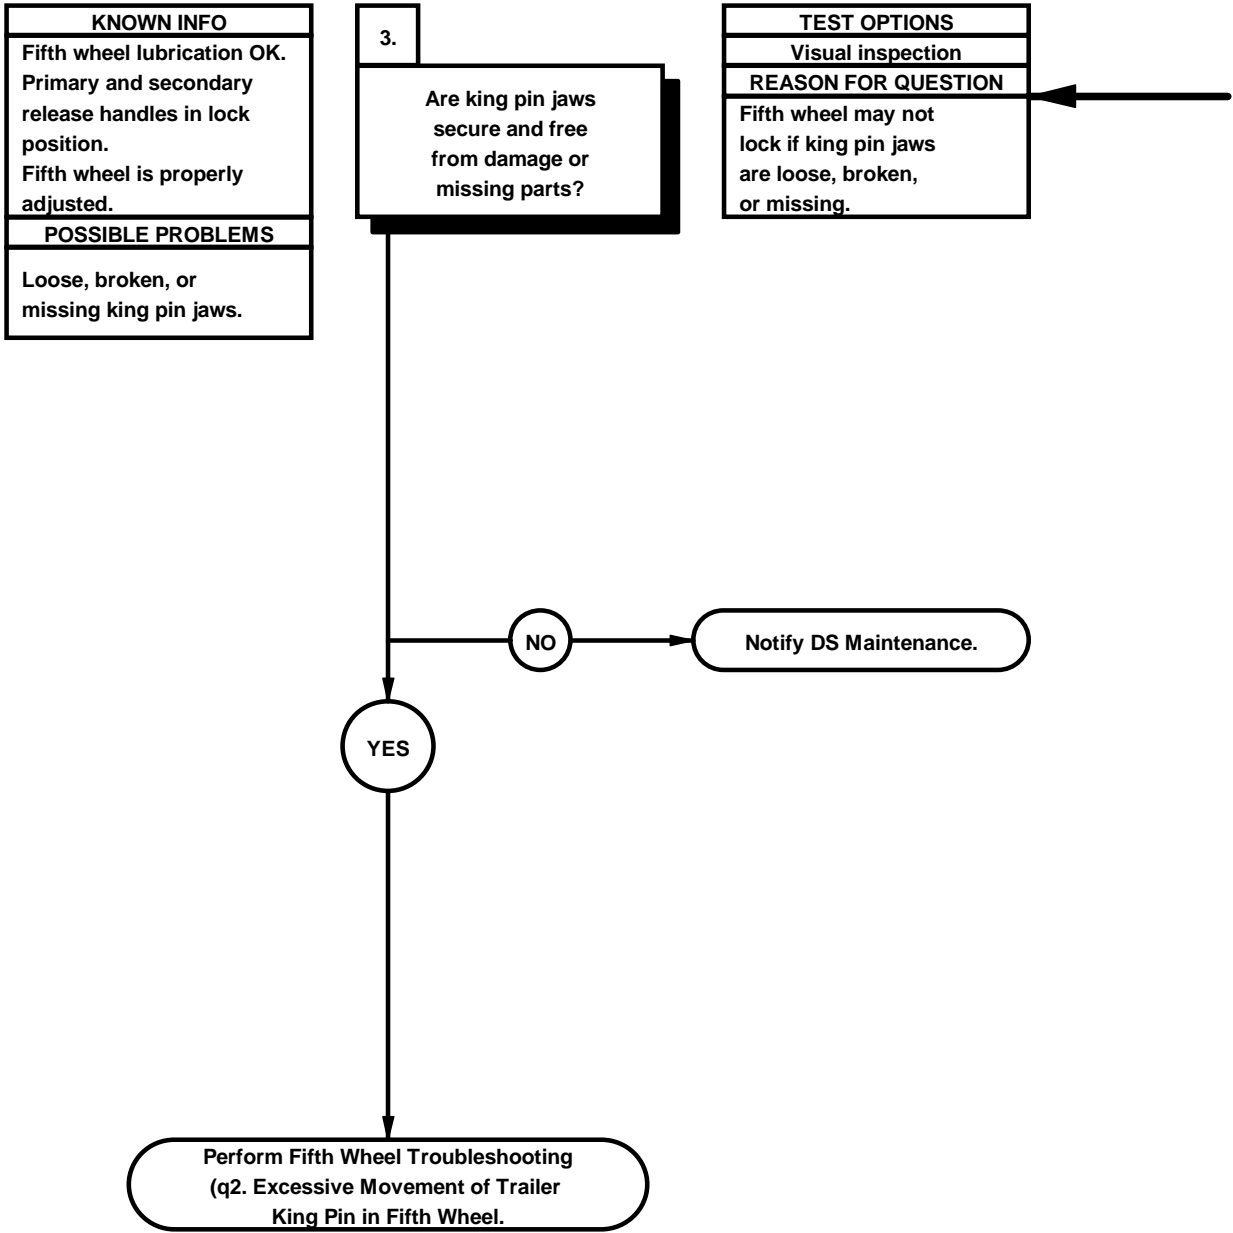 KNOWN INFO
Fifth wheel lubrication OK.
Primary and secondary
release handles in lock
position.
Fifth wheel is properly
adjusted.
POSSIBLE PROBLEMS
Loose, broken, or
missing king pin jaws.
3.
Are king pin jaws
secure and free
from damage or
missing parts?
TEST OPTIONS
Visual inspection
REASON FOR QUESTION
Fifth wheel may not
lock if king pin jaws
are loose, broken,
or missing.
NO
Notify DS Maintenance.
YES
Perform Fifth Wheel Troubleshooting
(q2. Excessive Movement of Trailer
King Pin in Fifth Wheel.